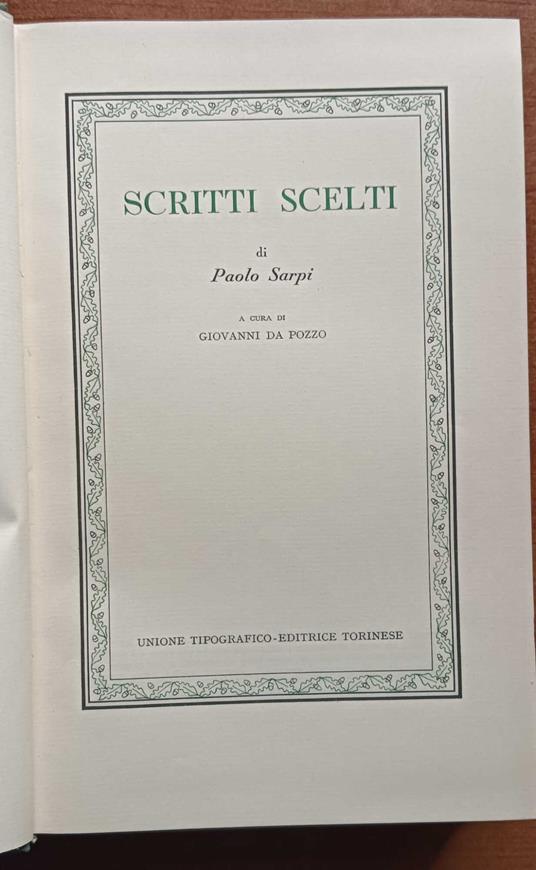 SCRITTI SCELTI
di
Paolo Sarpi
A CURA DI
GIOVANNI DA POZZO
UNIONE TIPOGRAFICO-EDITRICE TORINESE